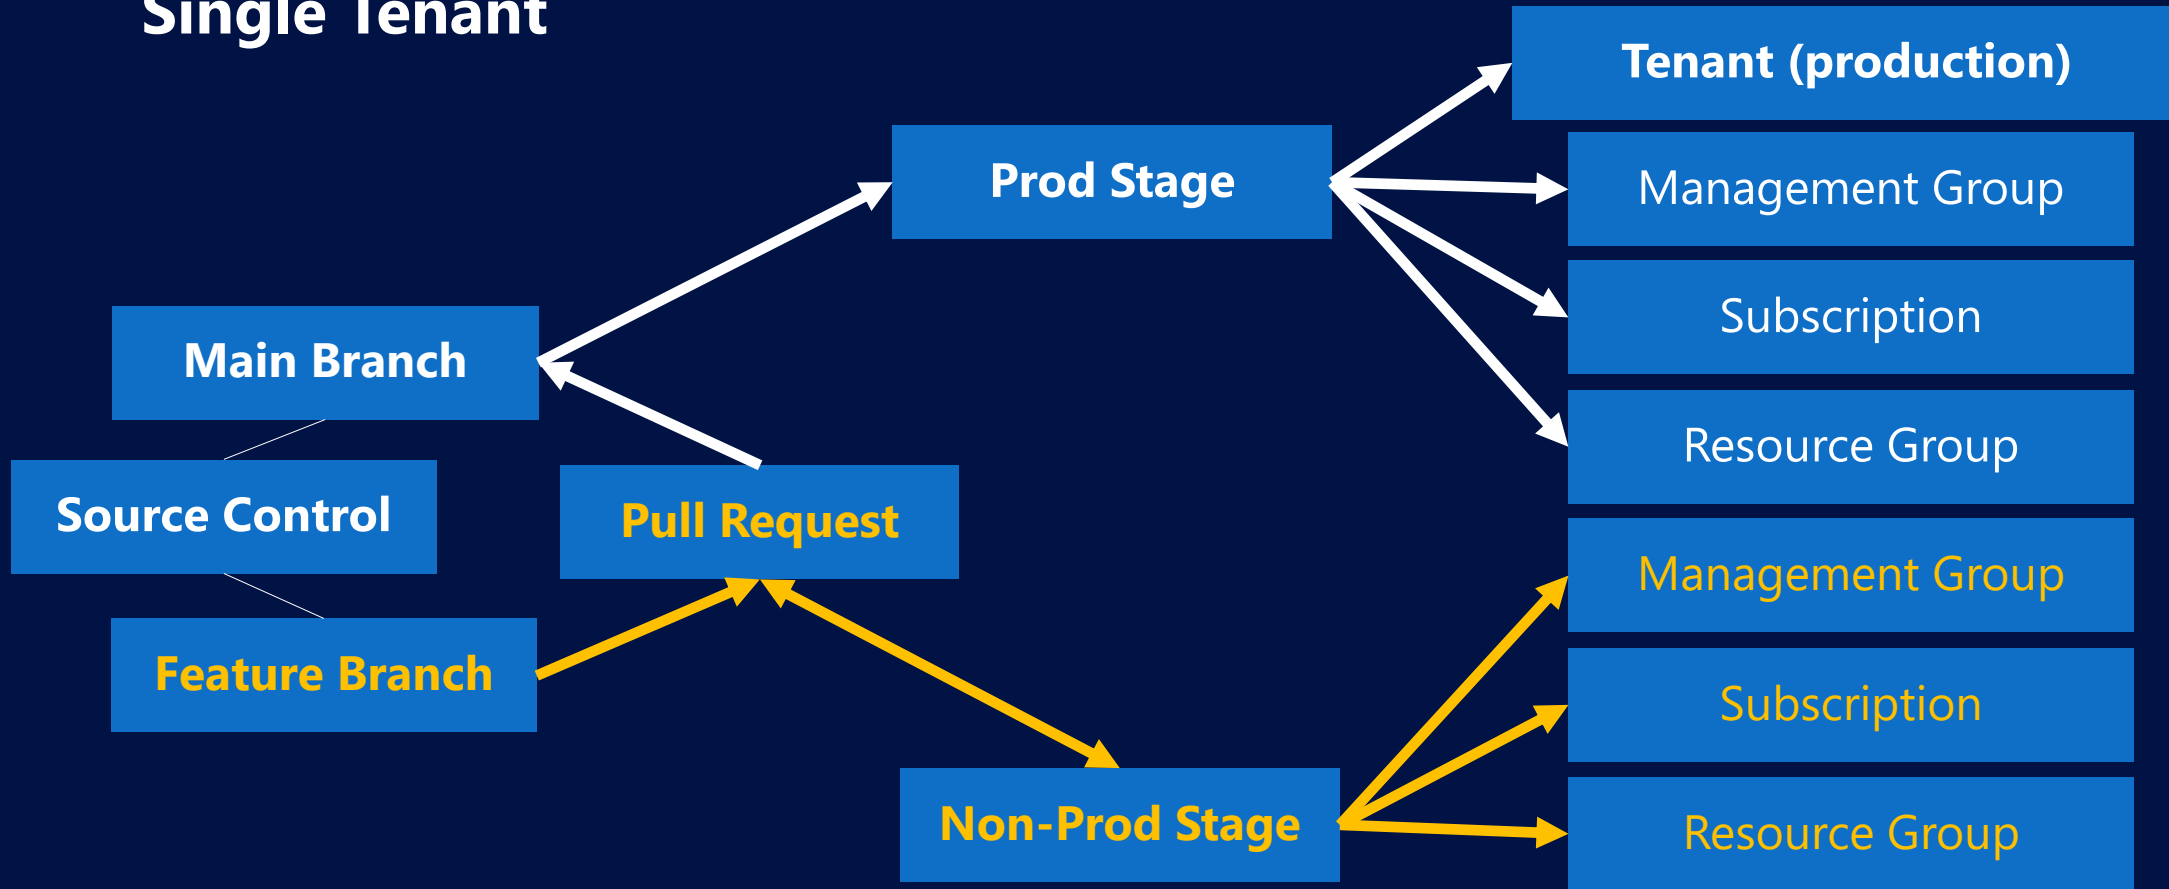 Single Tenant
Tenant (production)
Prod Stage
Management Group
Subscription
Main Branch
Resource Group
Source Control
Pull Request
Management Group
Feature Branch
Subscription
Non-Prod Stage
Resource Group